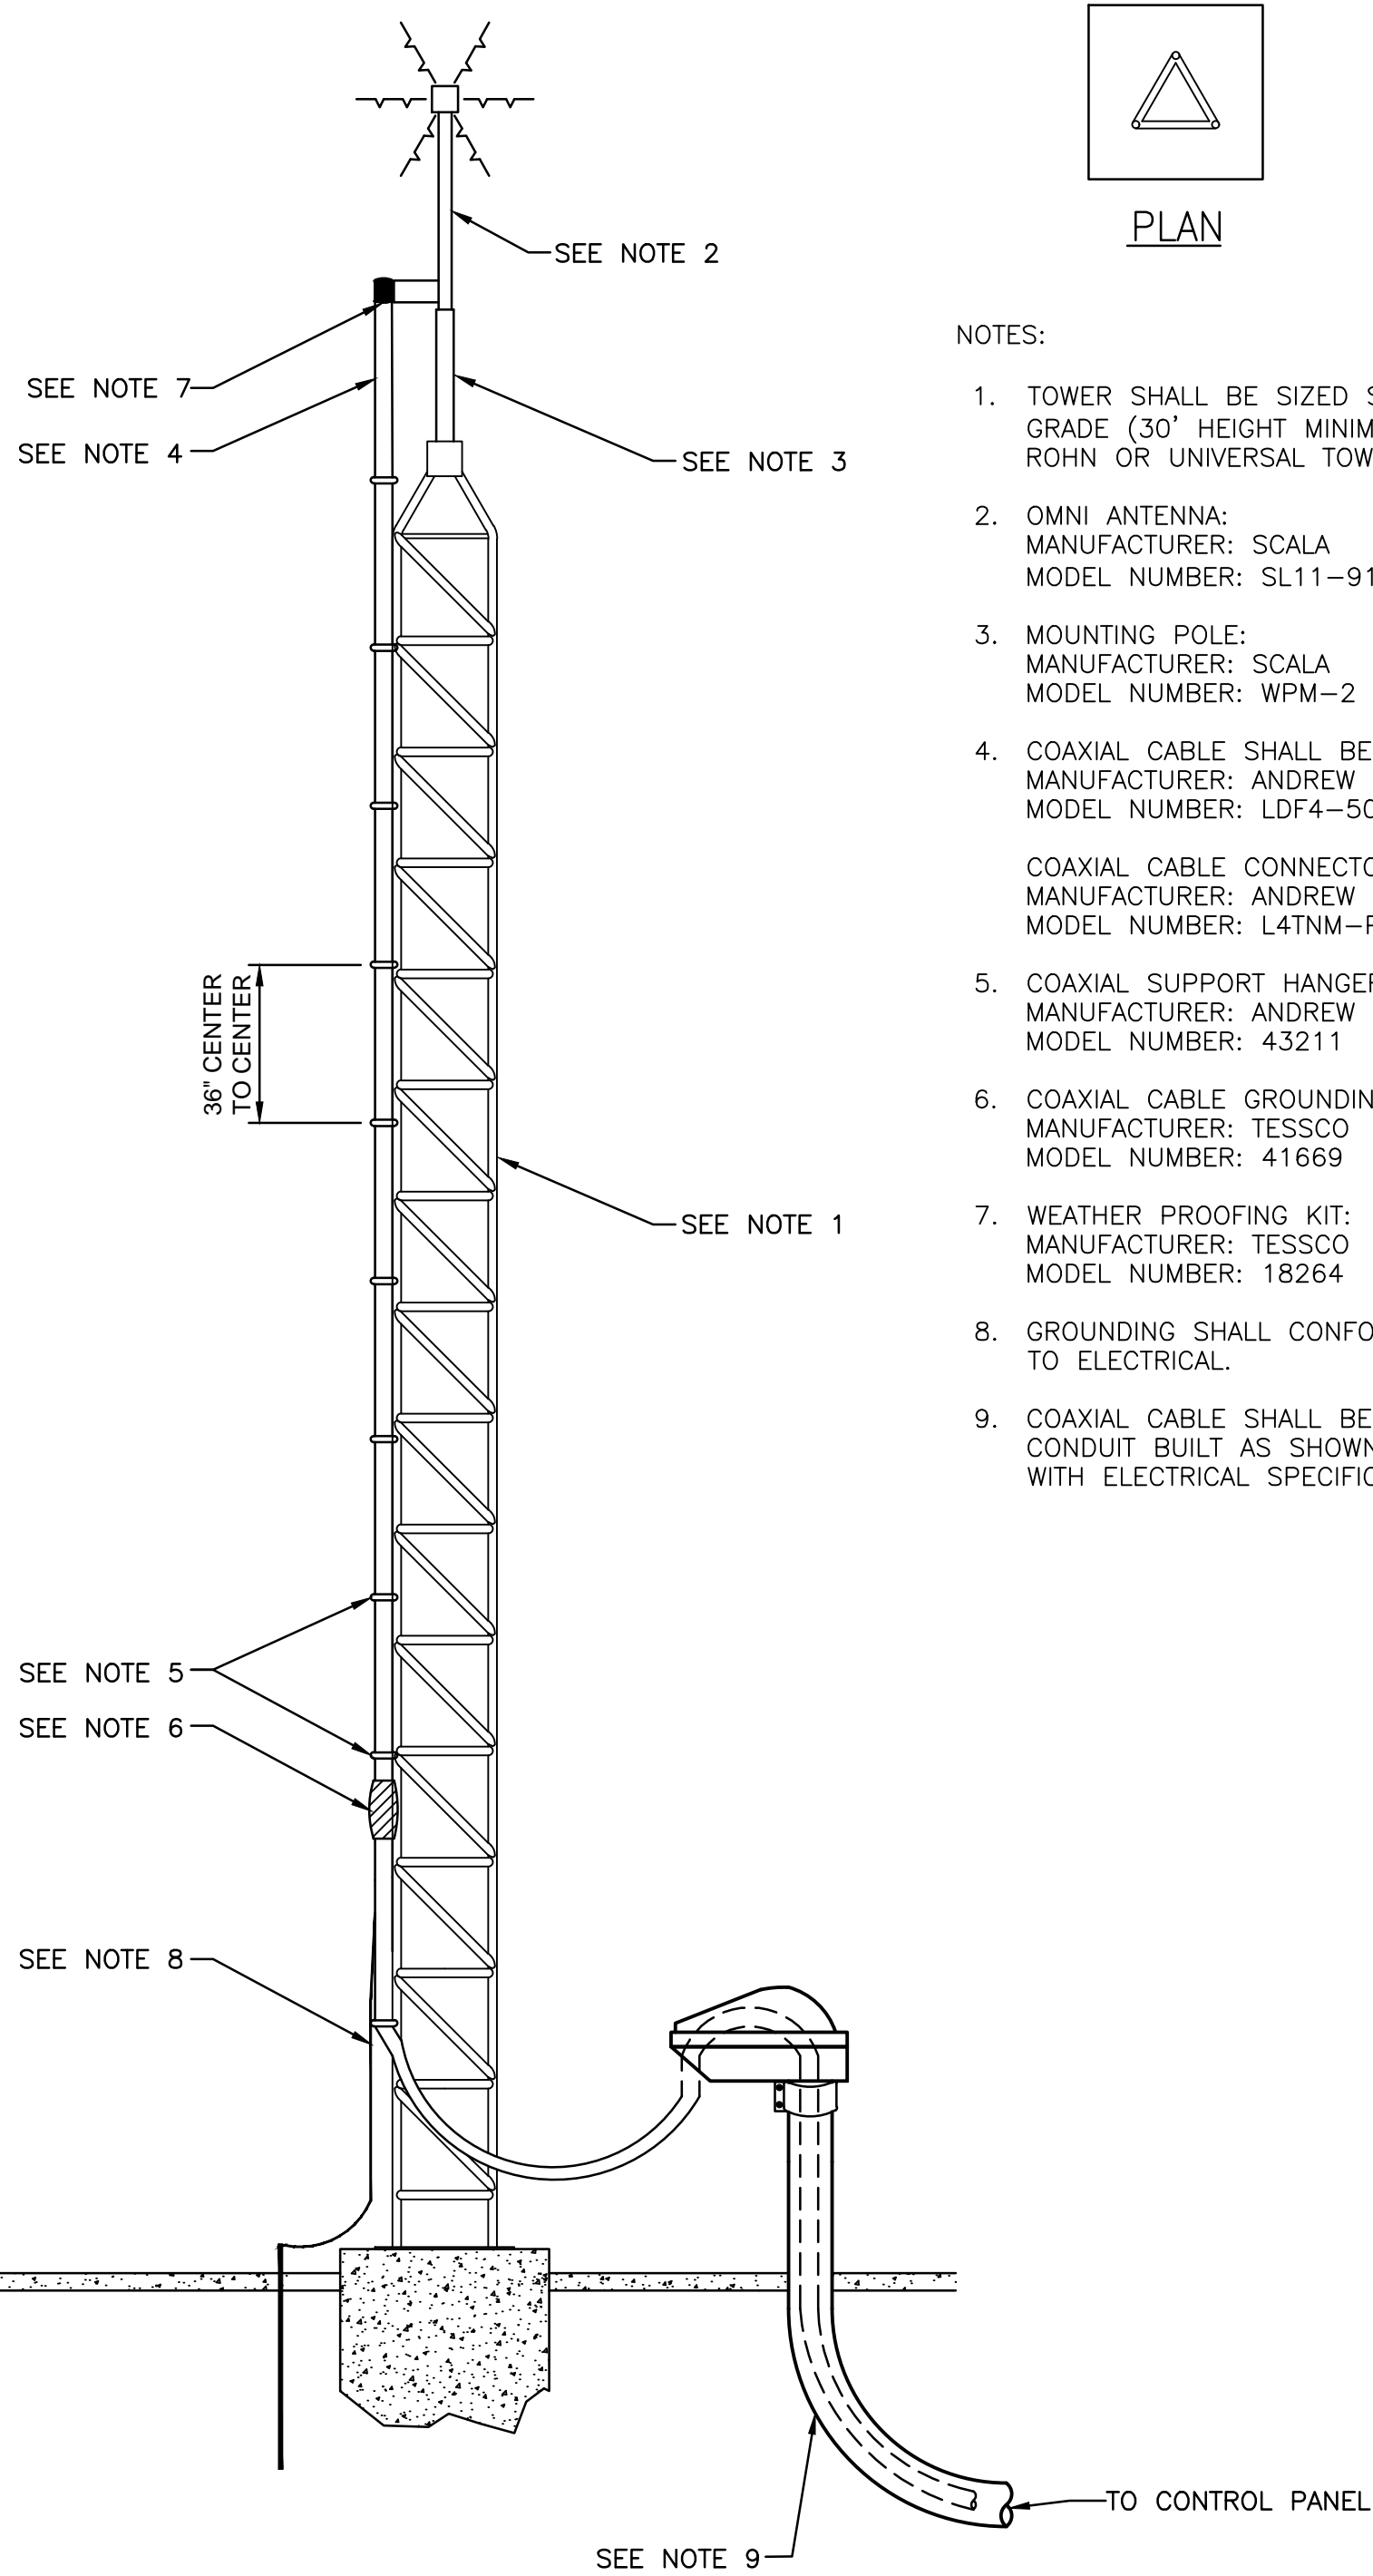 PLAN
SEE NOTE 2
SEE NOTE 7
SEE NOTE 4
SEE NOTE 3
36" CENTER
TO CENTER
SEE NOTE 1
SEE NOTE 5
SEE NOTE 6
SEE NOTE 8
SEE NOTE 9
TO CONTROL PANEL
NOTES:
1. TOWER SHALL BE SIZED
GRADE (30' HEIGHT
ROHN OR UNIVERSAL
2. OMNI ANTENNA:
MANUFACTURER: SCALA
MODEL NUMBER: SL11-91
3. MOUNTING POLE:
MANUFACTURER: SCALA
MODEL NUMBER: WPM-2
4. COAXIAL CABLE SHALL BE
MANUFACTURER: ANDREW
MODEL NUMBER: LDF4-50
COAXIAL CABLE
MANUFACTURER: ANDREW
MODEL NUMBER:
5. COAXIAL SUPPORT
MANUFACTURER: ANDREW
MODEL NUMBER: 43211
6. COAXIAL CABLE
MANUFACTURER: TESSCO
MODEL NUMBER: 41669
7. WEATHER PROOFING KIT:
MANUFACTURER: TESSCO
MODEL NUMBER: 18264
8. GROUNDING SHALL
TO ELECTRICAL.
9. COAXIAL CABLE SHALL BE
CONDUIT BUILT AS SHOWN
WITH ELECTRICAL